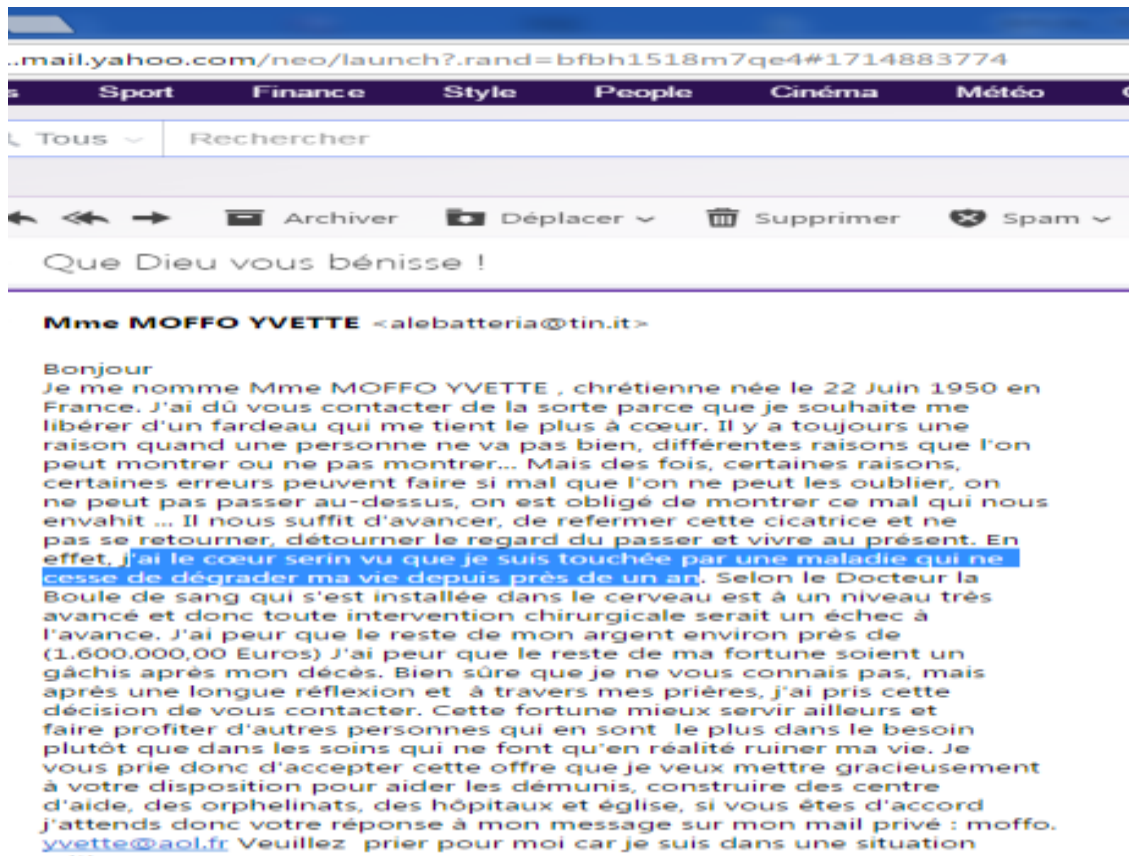 ..mail.yahoo.com/neo/launch?.rand=bfbh1518m7qe4#1714883774
s Sport Finance Style People Cinéma Météo
Tous Rechercher
Archiver Déplacer Supprimer Spam
Que Dieu vous bénisse !
Mme MOFFO YVETTE <alebatteria@tin.it>
Bonjour
Je me nomme Mme MOFFO YVETTE , chrétienne née le 22 Juin 1950 en
France. J'ai dû vous contacter de la sorte parce que je souhaite me
libérer d'un fardeau qui me tient le plus à cœur. Il y a toujours une
raison quand une personne ne va pas bien, différentes raisons que l'on
peut montrer ou ne pas montrer... Mais des fois, certaines raisons,
certaines erreurs peuvent faire si mal que l'on ne peut les oublier, on
ne peut pas passer au-dessus, on est obligé de montrer ce mal qui nous
envahit ... Il nous suffit d'avancer, de refermer cette cicatrice et ne
pas se retourner, détourner le regard du passer et vivre au présent. En
effet, j'ai le cœur serin vu que je suis touchée par une maladie qui ne
cesse de dégrader ma vie depuis près de un an. Selon le Docteur la
Boule de sang qui s'est installée dans le cerveau est à un niveau très
avancé et donc toute intervention chirurgicale serait un échec à
l'avance. J'ai peur que le reste de mon argent environ près de
(1.600.000,00 Euros) J'ai peur que le reste de ma fortune soient un
gâchis après mon décès. Bien sûre que je ne vous connais pas, mais
après une longue réflexion et à travers mes prières, j'ai pris cette
décision de vous contacter. Cette fortune mieux servir ailleurs et
faire profiter d'autres personnes qui en sont le plus dans le besoin
plutôt que dans les soins qui ne font qu'en réalité ruiner ma vie. Je
vous prie donc d'accepter cette offre que je veux mettre gracieusement
à votre disposition pour aider les démunis, construire des centre
d'aide, des orphelinats, des hôpitaux et église, si vous êtes d'accord
j'attends donc votre réponse à mon message sur mon mail privé : moffo.
yvette@aol.fr Veuillez prier pour moi car je suis dans une situation